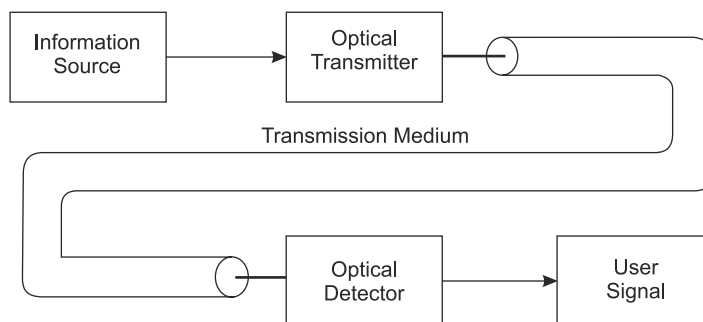 Information
Source
Optical
Transmitter
Transmission Medium
Optical
Detector
User
Signal